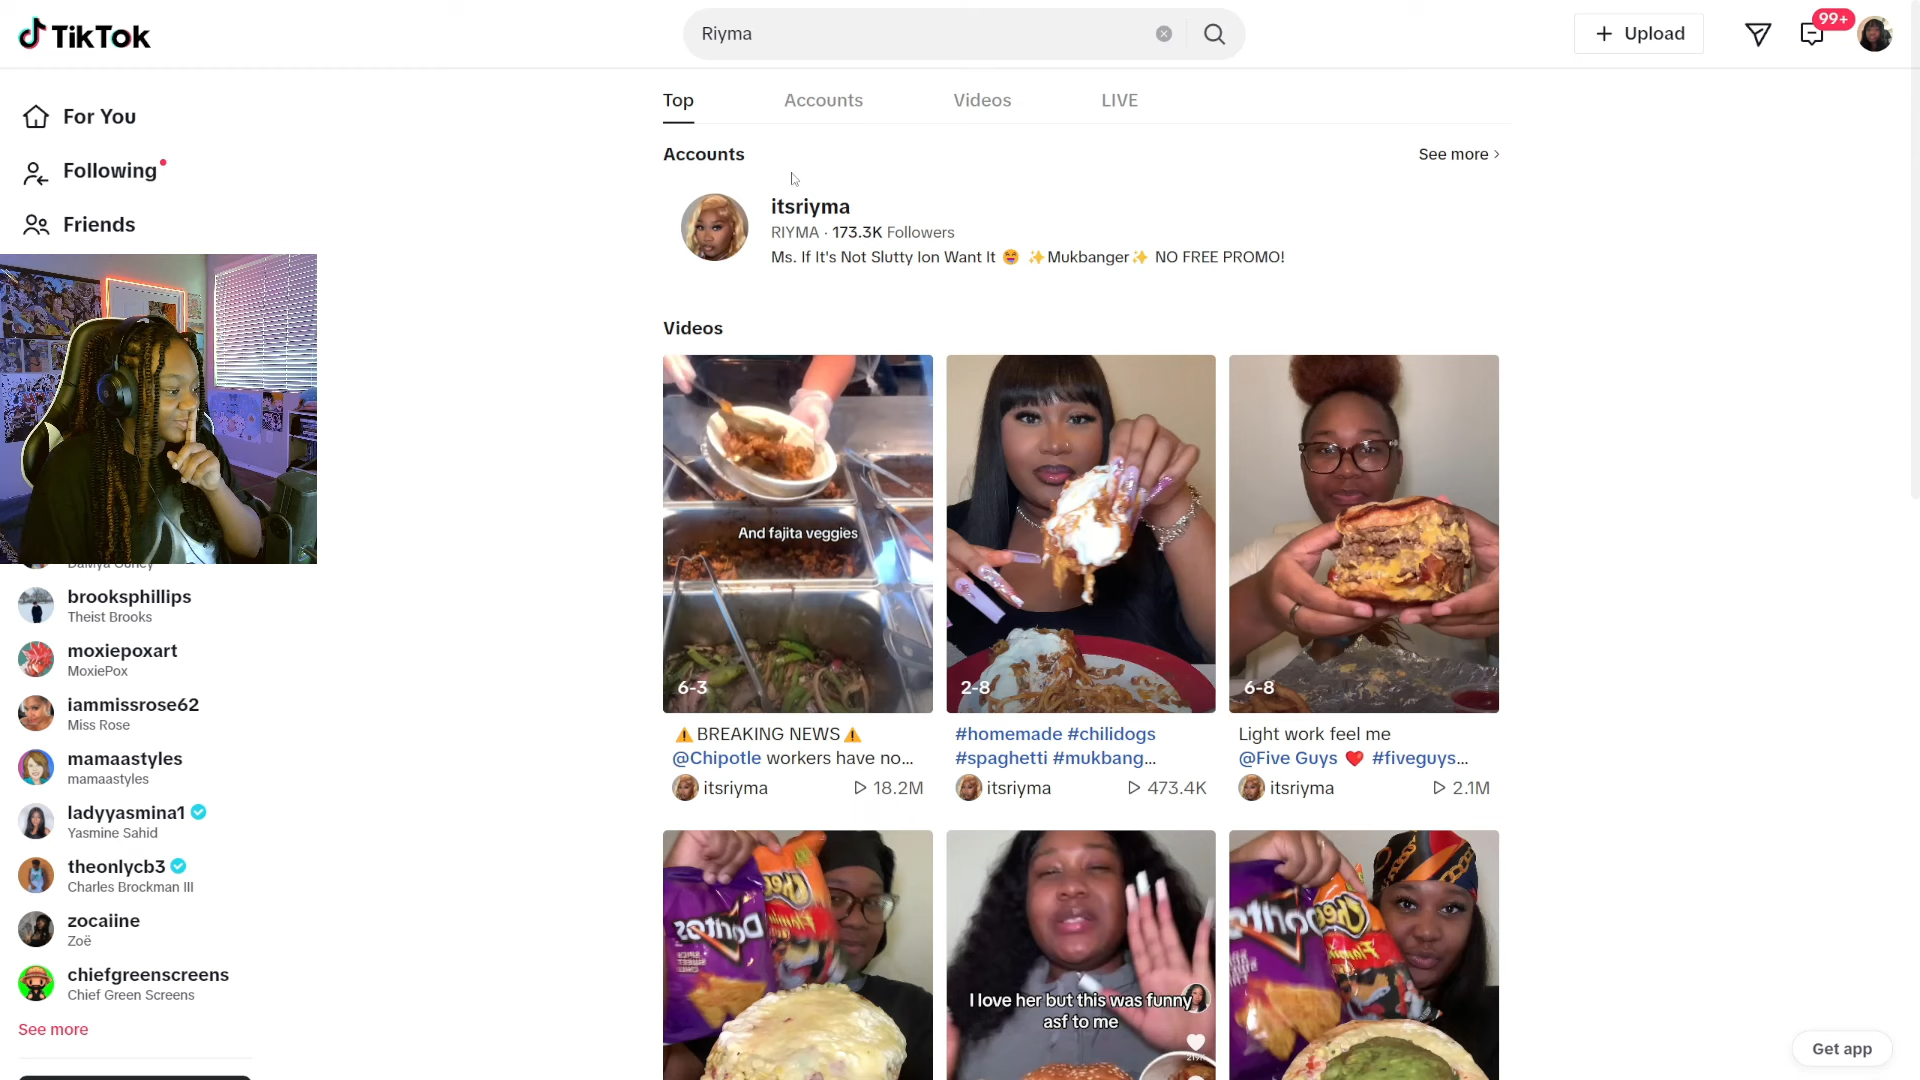 TikTok
Riyma
Upload
99+
For You
Following
Friends
brooksphillips
Theist Brooks
moxiepoxart
MoxiePox
iammissrose62
Miss Rose
mamaastyles
mamaastyles
ladyyasmina1
Yasmine Sahid
theonlycb3
Charles Brockman III
zocaiine
Zoë
chiefgreenscreens
Chief Green Screens
See more
Top Accounts Videos LIVE
Accounts
See more >
itsriyma
RIYMA · 173.3K Followers
Ms. If It's Not Slutty Ion Want It 😝 ✨Mukbanger✨ NO FREE PROMO!
Videos
And fajita veggies
6-3
⚠️BREAKING NEWS⚠️
@Chipotle workers have no...
itsriyma 18.2M
2-8
#homemade #chilidogs
#spaghetti #mukbang...
itsriyma 473.4K
6-8
Light work feel me
@Five Guys ❤️ #fiveguys...
itsriyma 2.1M
Doritos
I love her but this was funny
asf to me
Doritos
Get app